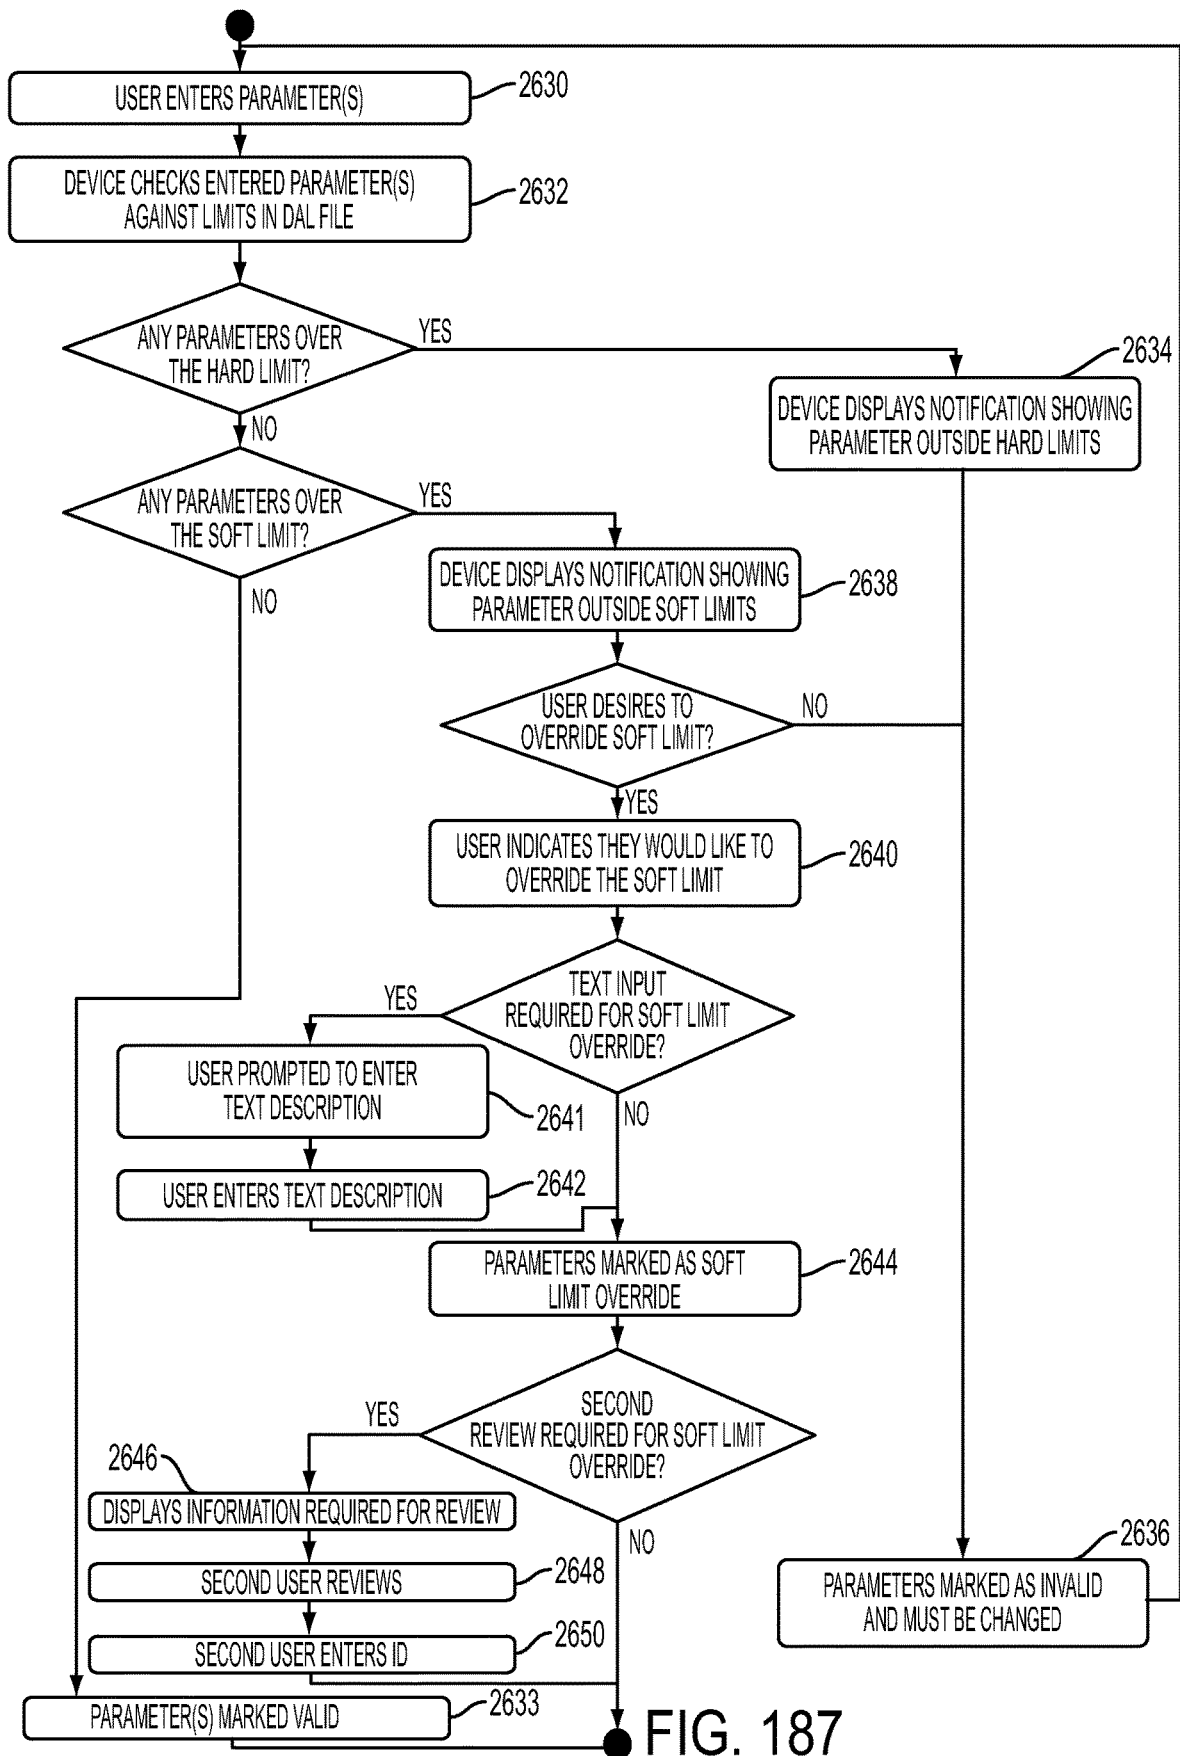 USER ENTERS PARAMETER(S)
2630
DEVICE CHECKS ENTERED PARAMETER(S)
AGAINST LIMITS IN DAL FILE
2632
ANY PARAMETERS OVER
THE HARD LIMIT?
YES
NO
2634
DEVICE DISPLAYS NOTIFICATION SHOWING
PARAMETER OUTSIDE HARD LIMITS
ANY PARAMETERS OVER
THE SOFT LIMIT?
YES
NO
DEVICE DISPLAYS NOTIFICATION SHOWING
PARAMETER OUTSIDE SOFT LIMITS
2638
USER DESIRES TO
OVERRIDE SOFT LIMIT?
NO
YES
USER INDICATES THEY WOULD LIKE TO
OVERRIDE THE SOFT LIMIT
2640
TEXT INPUT
REQUIRED FOR SOFT LIMIT
OVERRIDE?
YES
NO
USER PROMPTED TO ENTER
TEXT DESCRIPTION
2641
USER ENTERS TEXT DESCRIPTION
2642
PARAMETERS MARKED AS SOFT
LIMIT OVERRIDE
2644
SECOND
REVIEW REQUIRED FOR SOFT LIMIT
OVERRIDE?
YES
NO
2646
DISPLAYS INFORMATION REQUIRED FOR REVIEW
SECOND USER REVIEWS
2648
SECOND USER ENTERS ID
2650
2636
PARAMETERS MARKED AS INVALID
AND MUST BE CHANGED
PARAMETER(S) MARKED VALID
2633
FIG. 187